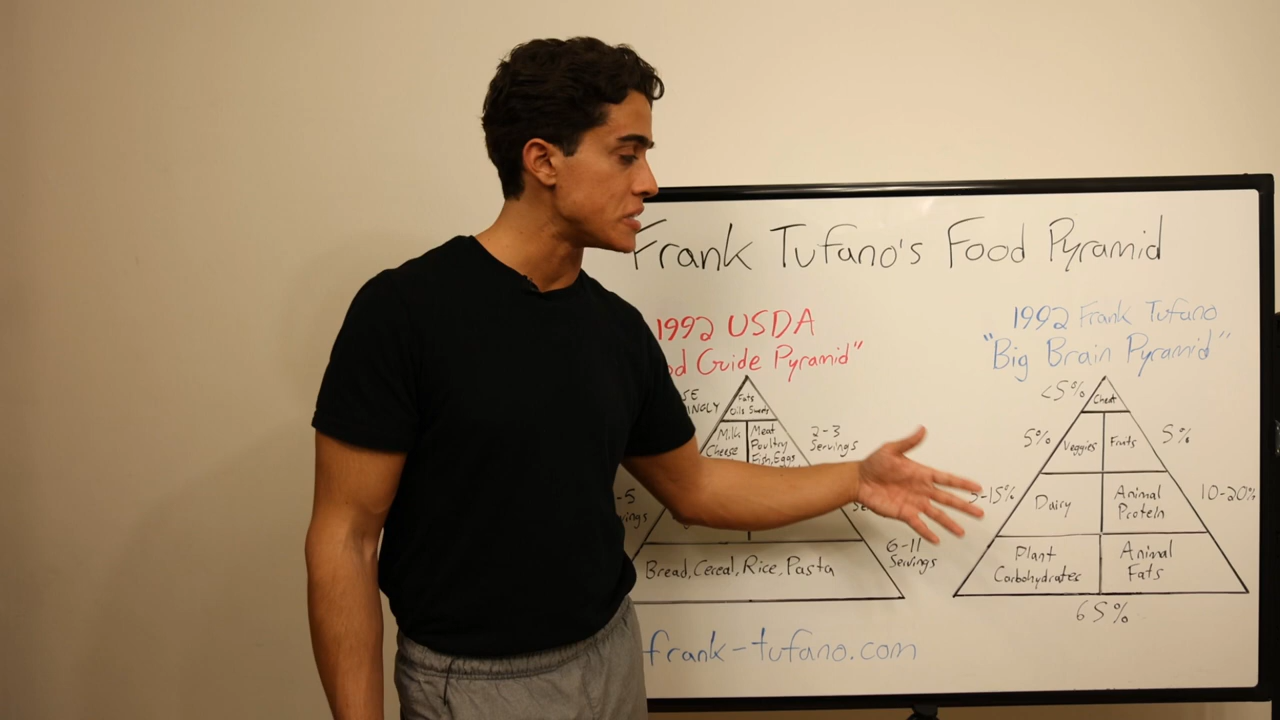 Frank Tufano's Food Pyramid
1992 USDA
Guide Pyramid"
Fats
Oils Sweets
Milk
Cheese
Meat
Poultry
Fish, Eggs
2-3
Servings
6-11
Servings
Bread, Cereal, Rice, Pasta
1992 Frank Tufano
"Big Brain Pyramid"
<5%
Cheat
5%
Veggies
Fruits
5%
Dairy
Animal
Protein
10-20%
Plant
Carbohydrates
Animal
Fats
65%
frank-tufano.com